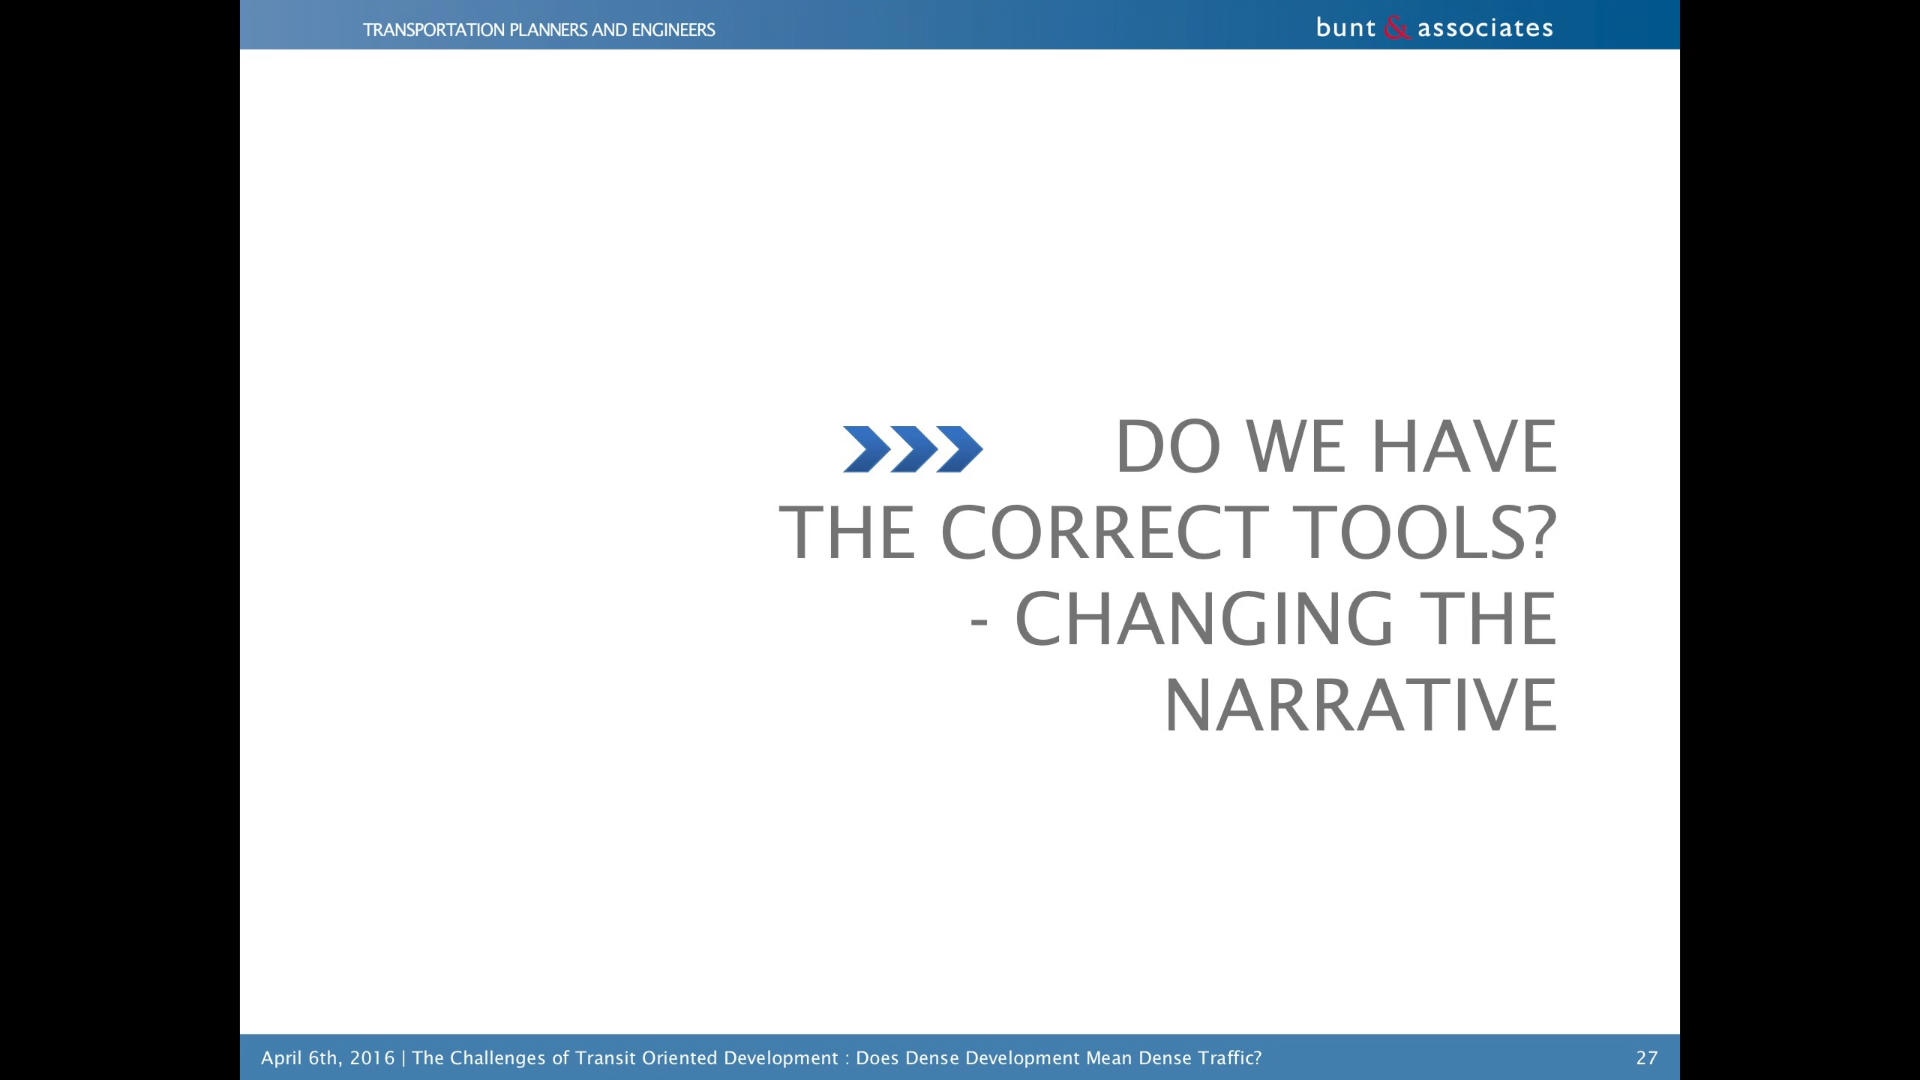 TRANSPORTATION PLANNERS AND ENGINEERS
bunt & associates
DO WE HAVE
THE CORRECT TOOLS?
- CHANGING THE
NARRATIVE
April 6th, 2016 | The Challenges of Transit Oriented Development : Does Dense Development Mean Dense Traffic?
27